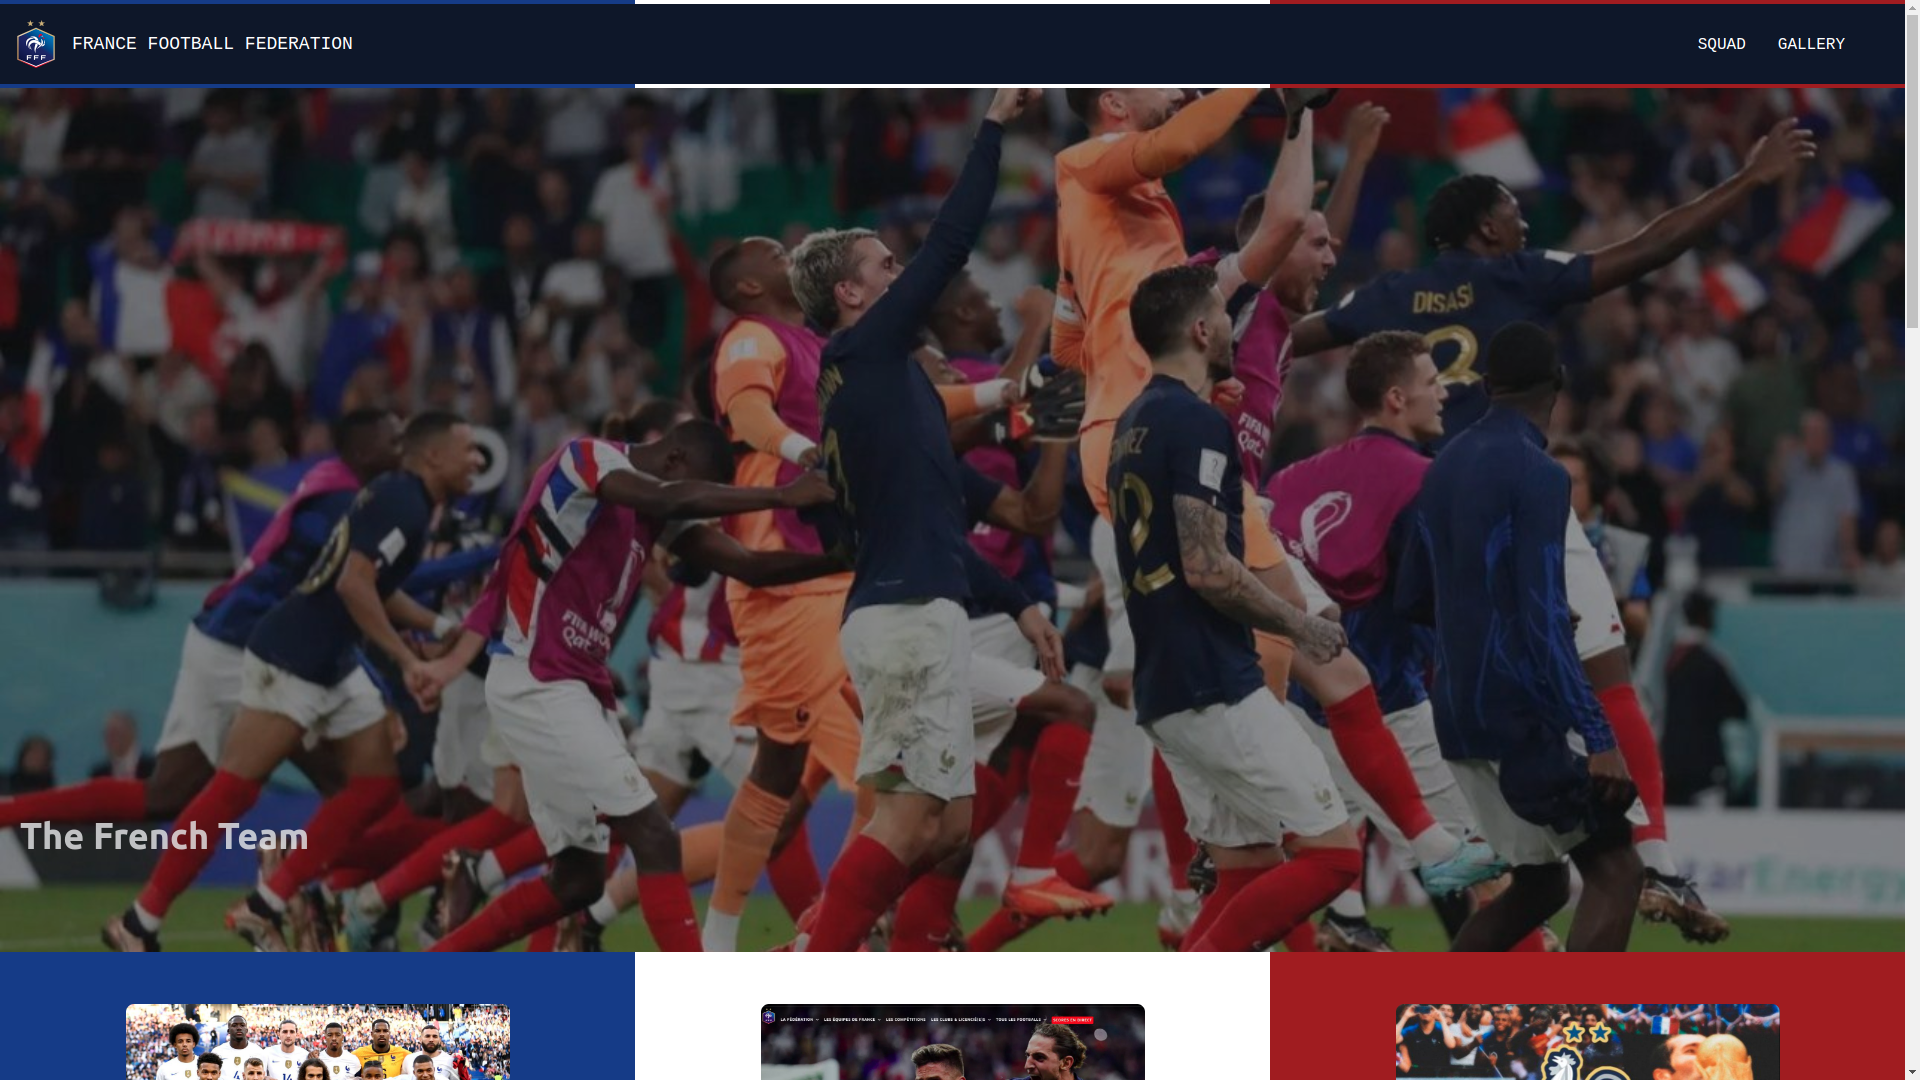 FFF
FRANCE FOOTBALL FEDERATION
SQUAD
GALLERY
DISASI
The French Team
LA FÉDÉRATION
LES ÉQUIPES DE FRANCE
LES COMPÉTITIONS
LES CLUBS & LICENCIÉ(E)S
TOUS LES FOOTBALLS
SCORES EN DIRECT